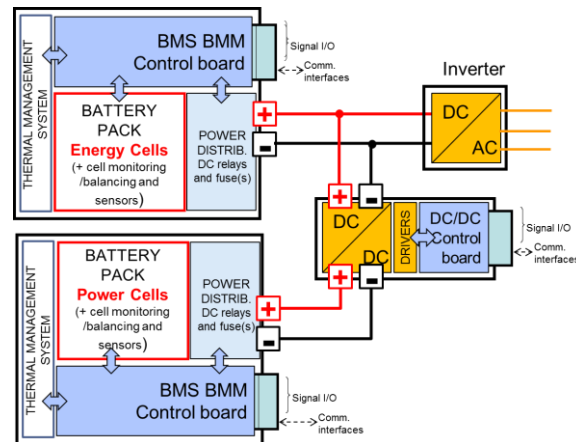 THERMAL MANAGEMENT
SYSTEM
BMS BMM
Control board
Signal I/O
Comm.
interfaces
BATTERY
PACK
Energy Cells
(+ cell monitoring
/balancing and
sensors)
POWER
DISTRIB.
DC relays
and fuse(s)
+
-
Inverter
DC
AC
+
-
DC
DC
DRIVERS
DC/DC
Control
board
Signal I/O
Comm.
interfaces
+
-
THERMAL MANAGEMENT
SYSTEM
BATTERY
PACK
Power Cells
(+ cell monitoring
/balancing and
sensors)
POWER
DISTRIB.
DC relays
and fuse(s)
+
-
BMS BMM
Control board
Signal I/O
Comm.
interfaces